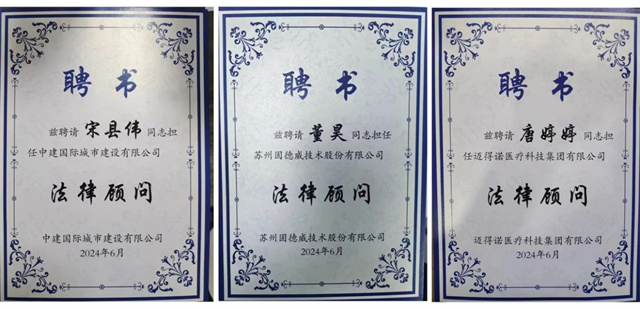 聘书
兹聘请 宋县伟 同志担
任中建国际城市建设有限公司
法律顾问
中建国际城市建设有限公司
2024年6月
聘书
兹聘请 董昊 同志担任
苏州固德威技术股份有限公司
法律顾问
苏州固德威技术股份有限公司
2024年6月
聘书
兹聘请 唐婷婷 同志担
任迈得诺医疗科技集团有限公司
法律顾问
迈得诺医疗科技集团有限公司
2024年6月